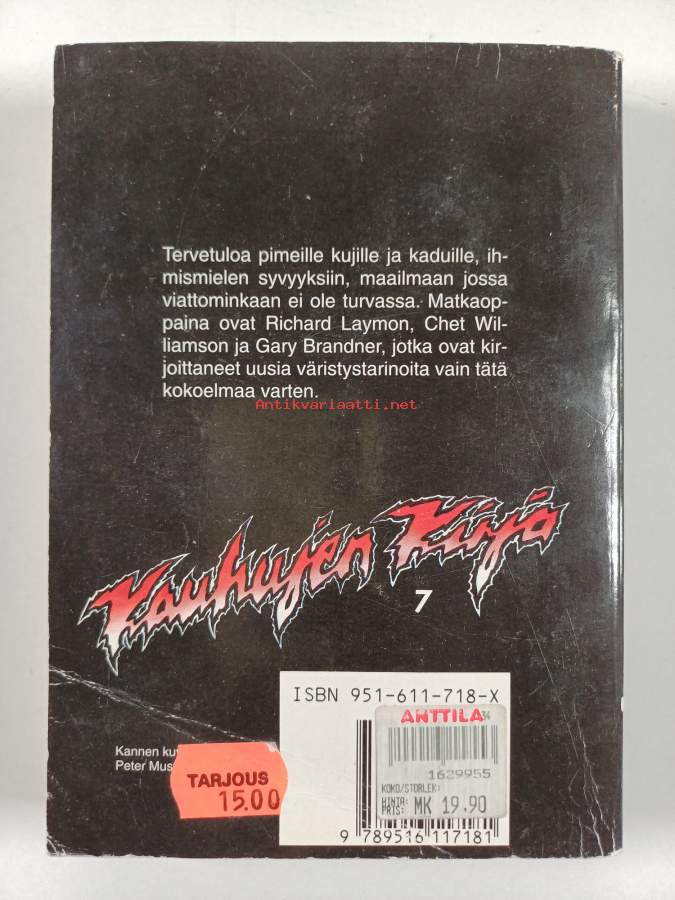 Tervetuloa pimeille kujille ja kaduille, ih-
mismielen syvyyksiin, maailmaan jossa
viattominkaan ei ole turvassa. Matkaop-
paina ovat Richard Laymon, Chet Wil-
liamson ja Gary Brandner, jotka ovat kir-
joittaneet uusia väristystarinoita vain tätä
kokoelmaa varten.
Antikvariaatti.net
Kauhujen Kirja
7
ISBN 951-611-718-X
ANTTILA 34
1629955
KOKO/STORLEK:
HINTA:
PRIS: MK 19.90
9 789516 117181
Kannen
Peter
TARJOUS
15.00